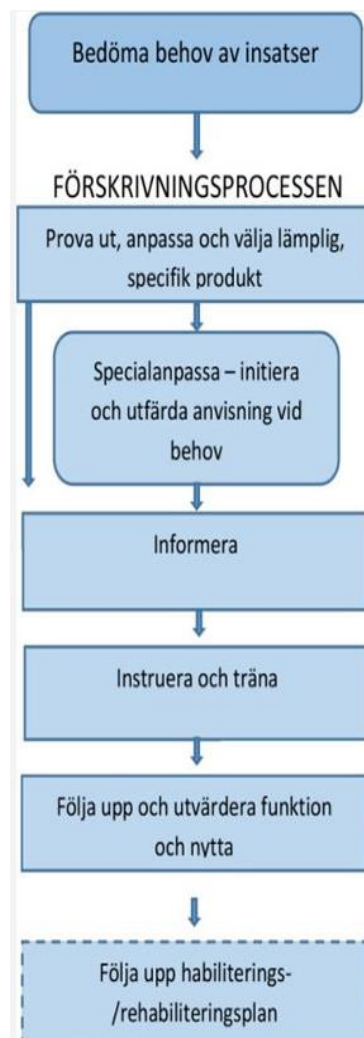 Bedöma behov av insatser
FÖRSKRIVNINGSPROCESSEN
Prova ut, anpassa och välja lämplig,
specifik produkt
Specialanpassa – initiera
och utfärda anvisning vid
behov
Informera
Instruera och träna
Följa upp och utvärdera funktion
och nytta
Följa upp habiliterings-
/rehabiliteringsplan